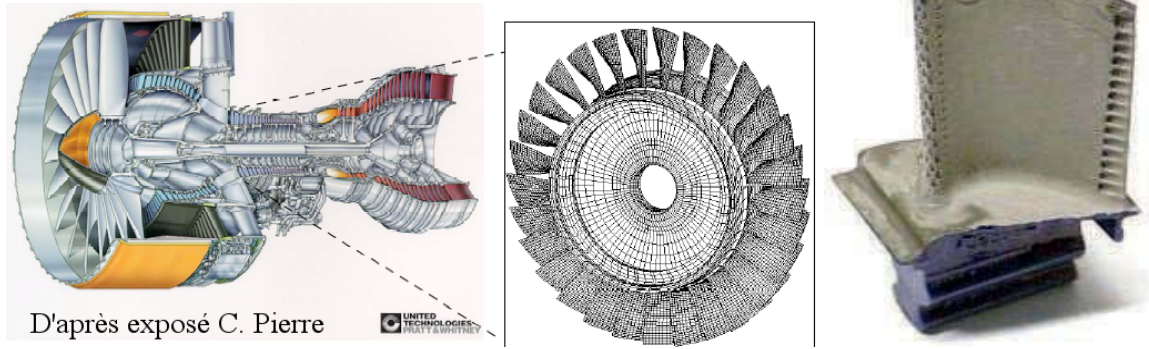 D'après exposé C. Pierre
UNITED
TECHNOLOGIES
PRATT&WHITNEY